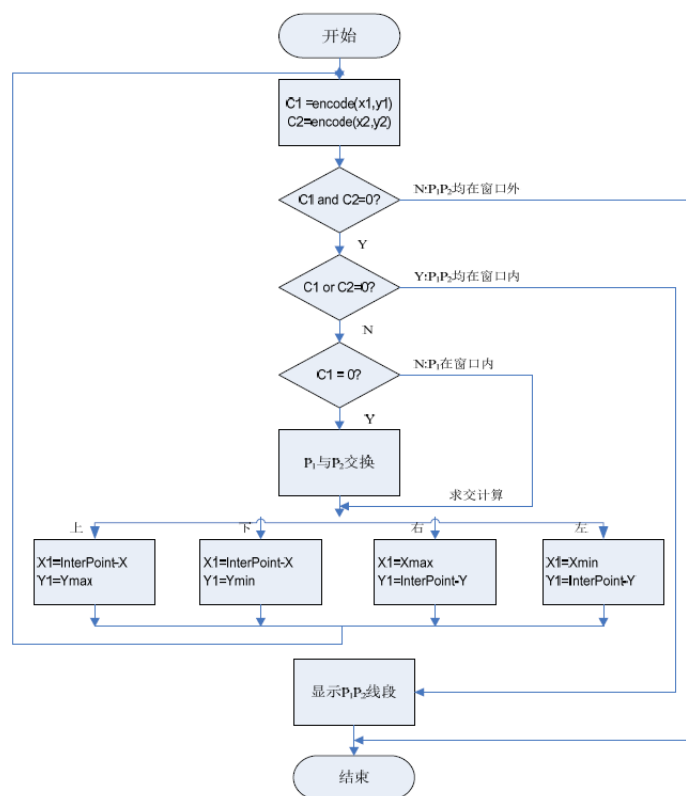 开始
C1 =encode(x1,y1)
C2=encode(x2,y2)
C1 and C2=0?
N:P₁P₂均在窗口外
Y
C1 or C2=0?
Y:P₁P₂均在窗口内
N
C1 = 0?
N:P₁在窗口内
Y
P₁与P₂交换
求交计算
上
下
右
左
X1=InterPoint-X
Y1=Ymax
X1=InterPoint-X
Y1=Ymin
X1=Xmax
Y1=InterPoint-Y
X1=Xmin
Y1=InterPoint-Y
显示P₁P₂线段
结束